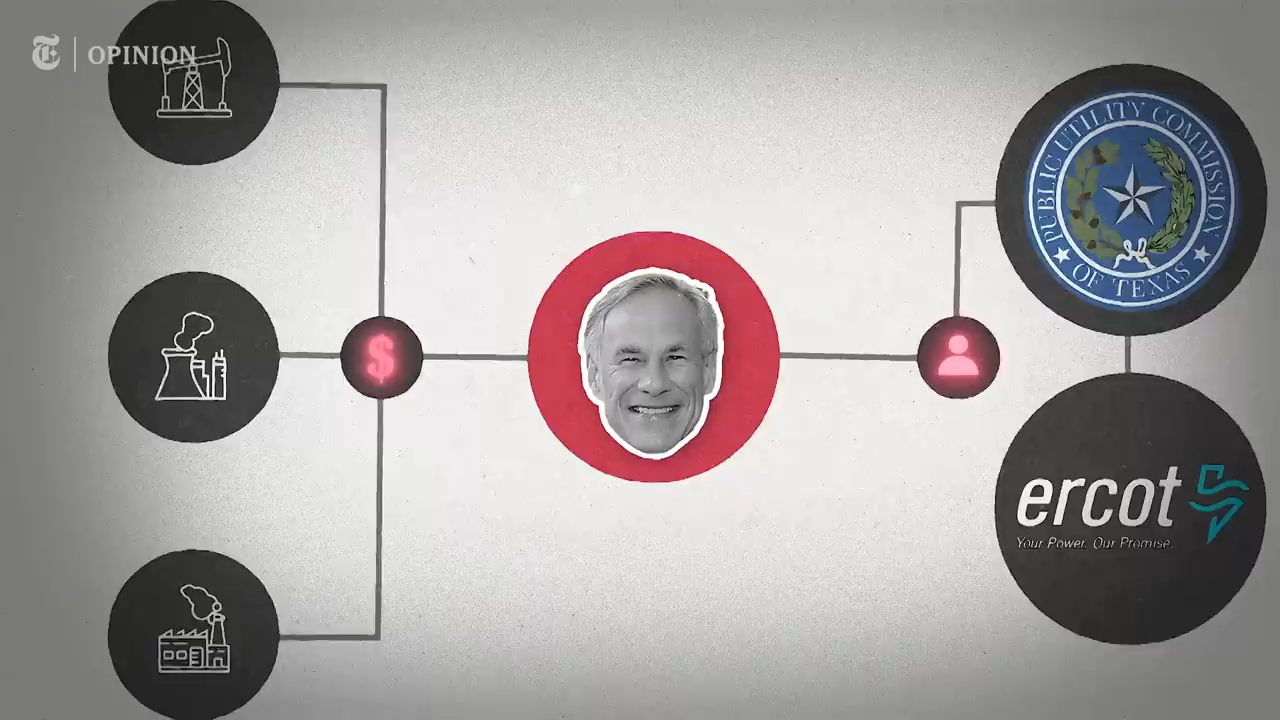 T | OPINION
$
PUBLIC UTILITY COMMISSION
OF TEXAS
ercot
Your Power. Our Promise.